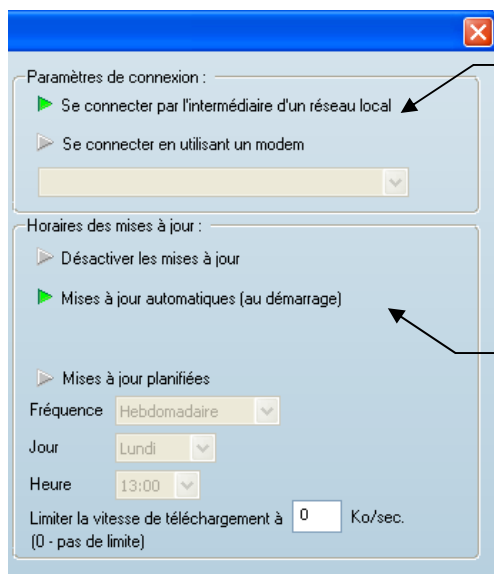 Paramètres de connexion :
Se connecter par l'intermédiaire d'un réseau local
Se connecter en utilisant un modem
Horaires des mises à jour :
Désactiver les mises à jour
Mises à jour automatiques (au démarrage)
Mises à jour planifiées
Fréquence Hebdomadaire
Jour Lundi
Heure 13:00
Limiter la vitesse de téléchargement à 0 Ko/sec.
(0 - pas de limite)